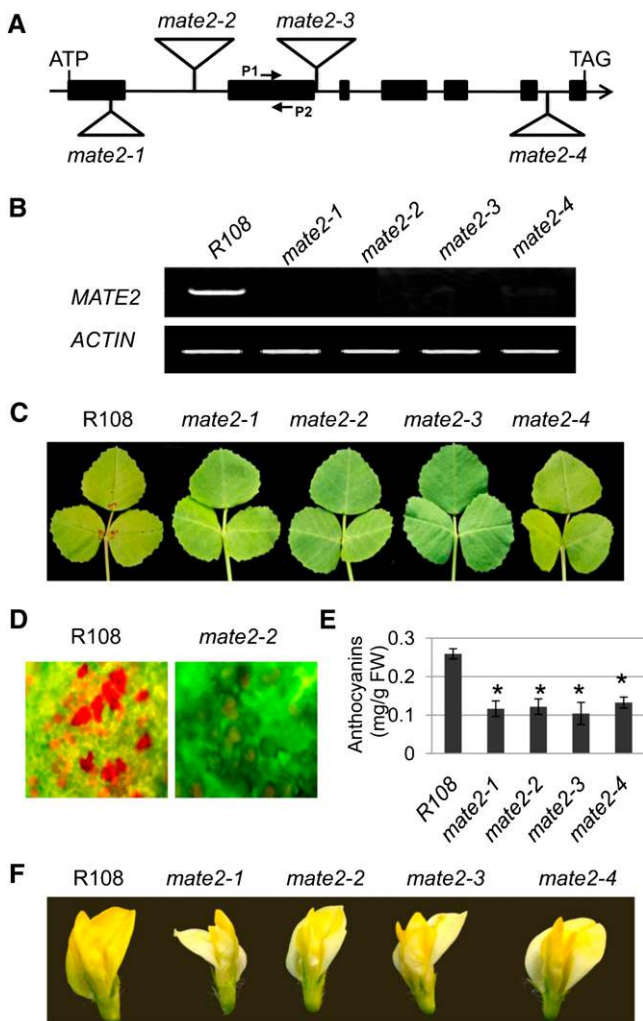 A
mate2-2 mate2-3
ATP TAG
P1
P2
mate2-1 mate2-4
B
R108 mate2-1 mate2-2 mate2-3 mate2-4
MATE2
ACTIN
C
R108 mate2-1 mate2-2 mate2-3 mate2-4
D E
R108 mate2-2
Anthocyanins
(mg/g FW)
0.3
0.2
0.1
0
* * * *
R108 mate2-1 mate2-2 mate2-3 mate2-4
F
R108 mate2-1 mate2-2 mate2-3 mate2-4